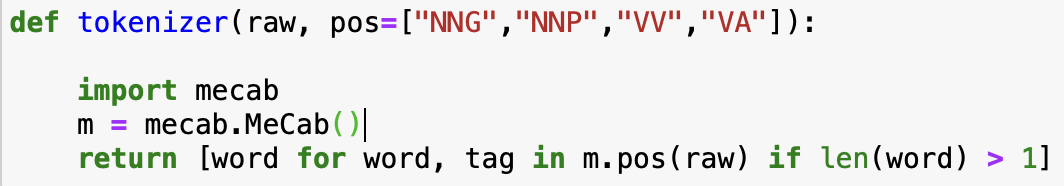 def tokenizer(raw, pos=["NNG","NNP","VV","VA"]):
import mecab
m = mecab.MeCab()
return [word for word, tag in m.pos(raw) if len(word) > 1]